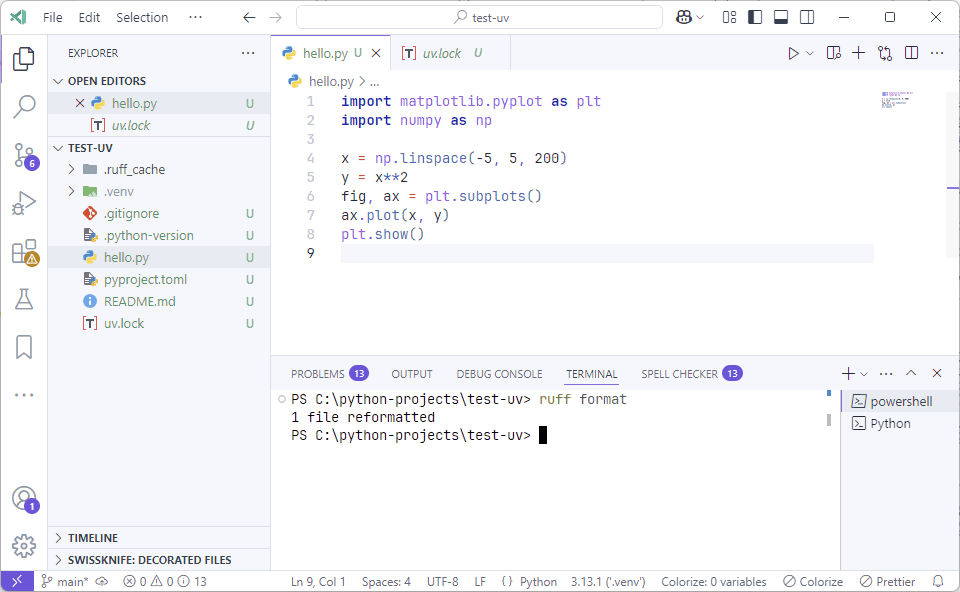 File Edit Selection ··· test-uv
EXPLORER ···
OPEN EDITORS
hello.py U
uv.lock U
TEST-UV
.ruff_cache
.venv
.gitignore U
.python-version U
hello.py U
pyproject.toml U
README.md U
uv.lock U
TIMELINE
SWISSKNIFE: DECORATED FILES
6
1
hello.py U uv.lock U
hello.py > ...
1 import matplotlib.pyplot as plt
2 import numpy as np
3
4 x = np.linspace(-5, 5, 200)
5 y = x**2
6 fig, ax = plt.subplots()
7 ax.plot(x, y)
8 plt.show()
9
PROBLEMS 13 OUTPUT DEBUG CONSOLE TERMINAL SPELL CHECKER 13
PS C:\python-projects\test-uv> ruff format
1 file reformatted
PS C:\python-projects\test-uv>
powershell
Python
main* 0 0 13 Ln 9, Col 1 Spaces: 4 UTF-8 LF { } Python 3.13.1 ('.venv') Colorize: 0 variables Colorize Prettier